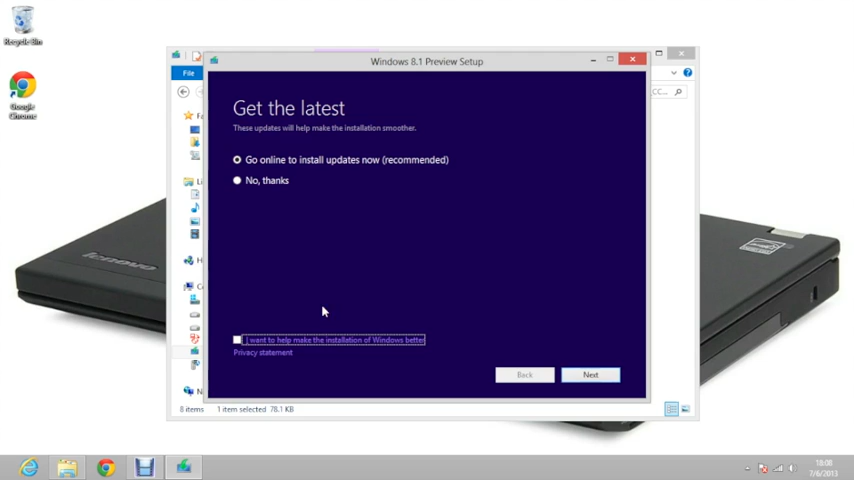 Recycle Bin
Google
Chrome
Windows 8.1 Preview Setup
File
CC...
Get the latest
These updates will help make the installation smoother.
Go online to install updates now (recommended)
No, thanks
I want to help make the installation of Windows better
Privacy statement
Back
Next
8 items
1 item selected 78.1 KB
lenovo
18:06
7/6/2013